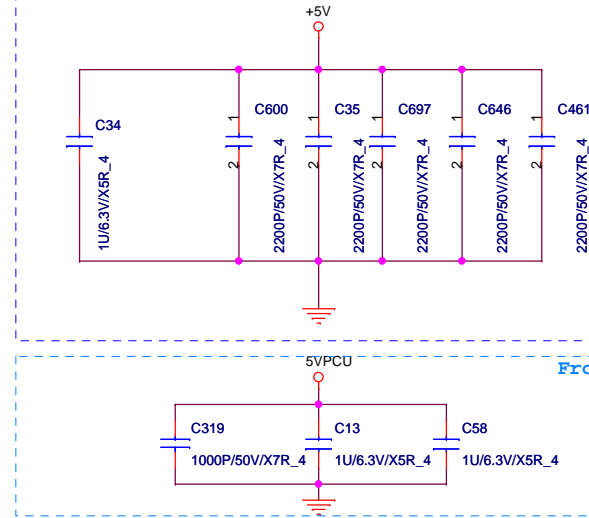 +5V
C34
1U/6.3V/X5R_4
C600
1
2
2200P/50V/X7R_4
C35
1
2
2200P/50V/X7R_4
C697
1
2
2200P/50V/X7R_4
C646
1
2
2200P/50V/X7R_4
C461
1
2
2200P/50V/X7R_4
5VPCU
Fro
C319
1000P/50V/X7R_4
C13
1U/6.3V/X5R_4
C58
1U/6.3V/X5R_4